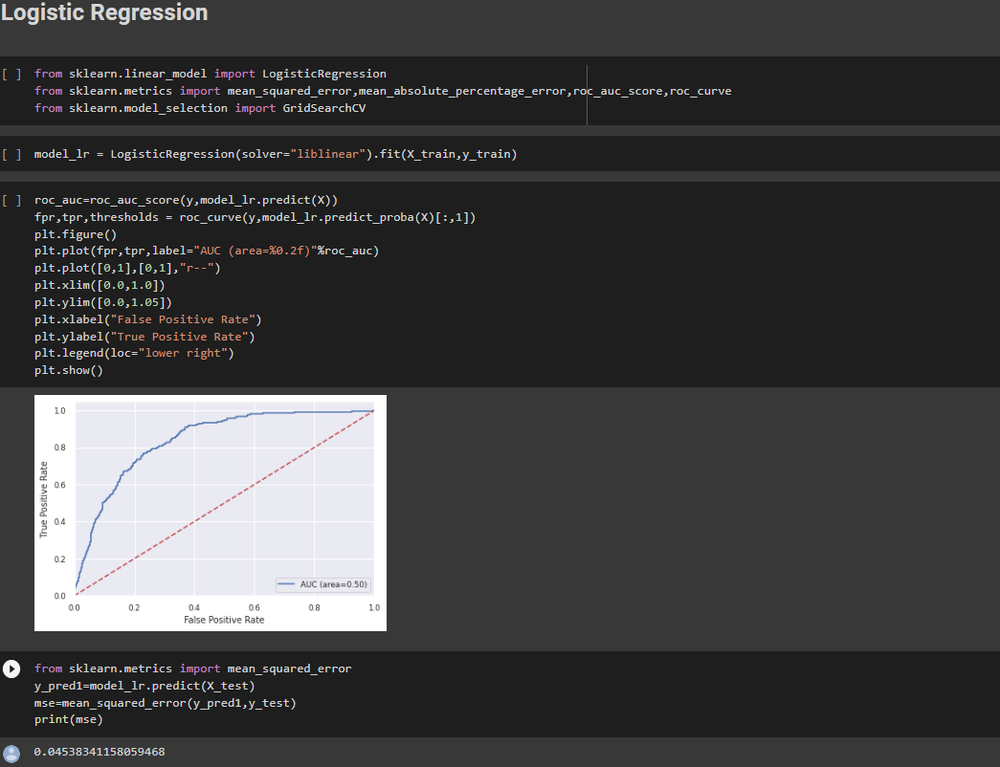 Logistic Regression
[ ] from sklearn.linear_model import LogisticRegression
from sklearn.metrics import mean_squared_error,mean_absolute_percentage_error,roc_auc_score,roc_curve
from sklearn.model_selection import GridSearchCV
[ ] model_lr = LogisticRegression(solver="liblinear").fit(X_train,y_train)
[ ] roc_auc=roc_auc_score(y,model_lr.predict(X))
fpr,tpr,thresholds = roc_curve(y,model_lr.predict_proba(X)[:,1])
plt.figure()
plt.plot(fpr,tpr,label="AUC (area=%0.2f)"%roc_auc)
plt.plot([0,1],[0,1],"r--")
plt.xlim([0.0,1.0])
plt.ylim([0.0,1.05])
plt.xlabel("False Positive Rate")
plt.ylabel("True Positive Rate")
plt.legend(loc="lower right")
plt.show()
1.0
0.8
0.6
0.4
0.2
0.0
True Positive Rate
AUC (area=0.50)
0.0 0.2 0.4 0.6 0.8 1.0
False Positive Rate
from sklearn.metrics import mean_squared_error
y_pred1=model_lr.predict(X_test)
mse=mean_squared_error(y_pred1,y_test)
print(mse)
0.04538341158059468